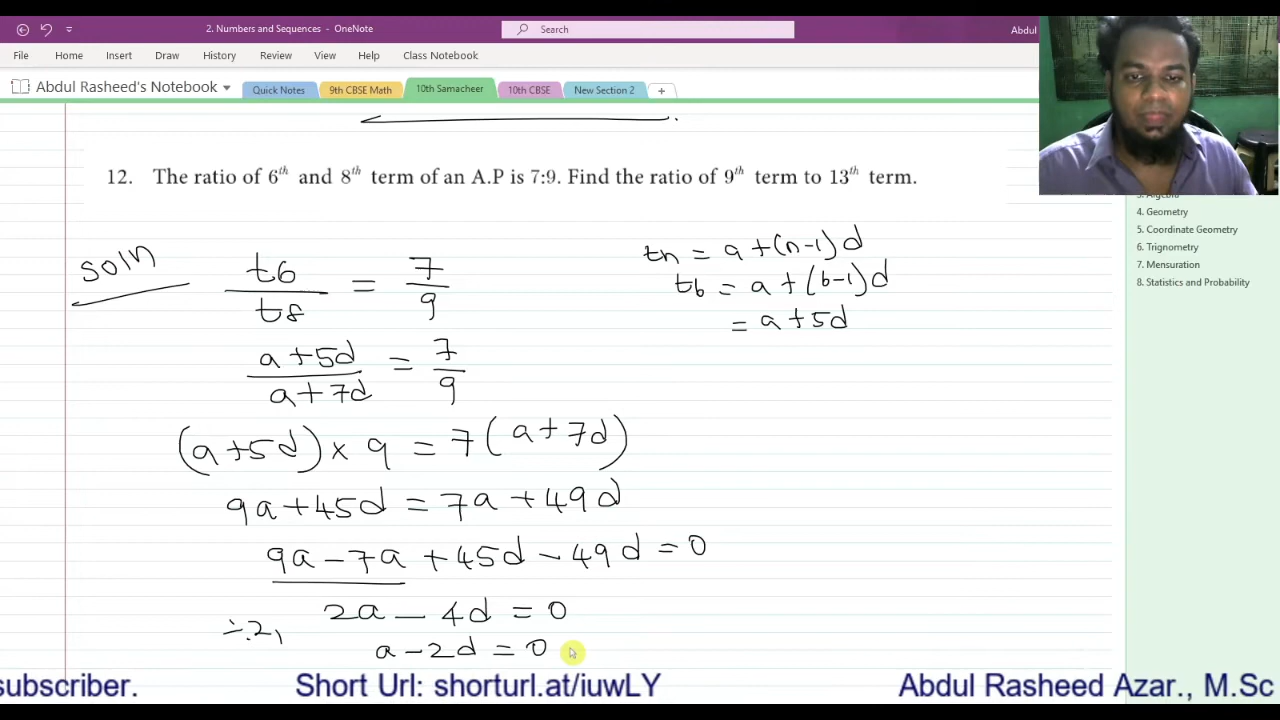 2. Numbers and Sequences - OneNote
Search
Abdul
File Home Insert Draw History Review View Help Class Notebook
Abdul Rasheed's Notebook
Quick Notes 9th CBSE Math 10th Samacheer 10th CBSE New Section 2 +
12. The ratio of 6th and 8th term of an A.P is 7:9. Find the ratio of 9th term to 13th term.
4. Geometry
5. Coordinate Geometry
6. Trignometry
7. Mensuration
8. Statistics and Probability
soln
t6/t8 = 7/9
tn = a+(n-1)d
t6 = a+(6-1)d
= a+5d
a+5d/a+7d = 7/9
(a+5d)×9 = 7(a+7d)
9a+45d = 7a+49d
9a-7a+45d-49d=0
2a-4d=0
÷2,
a-2d=0
subscriber. Short Url: shorturl.at/iuwLY Abdul Rasheed Azar., M.Sc